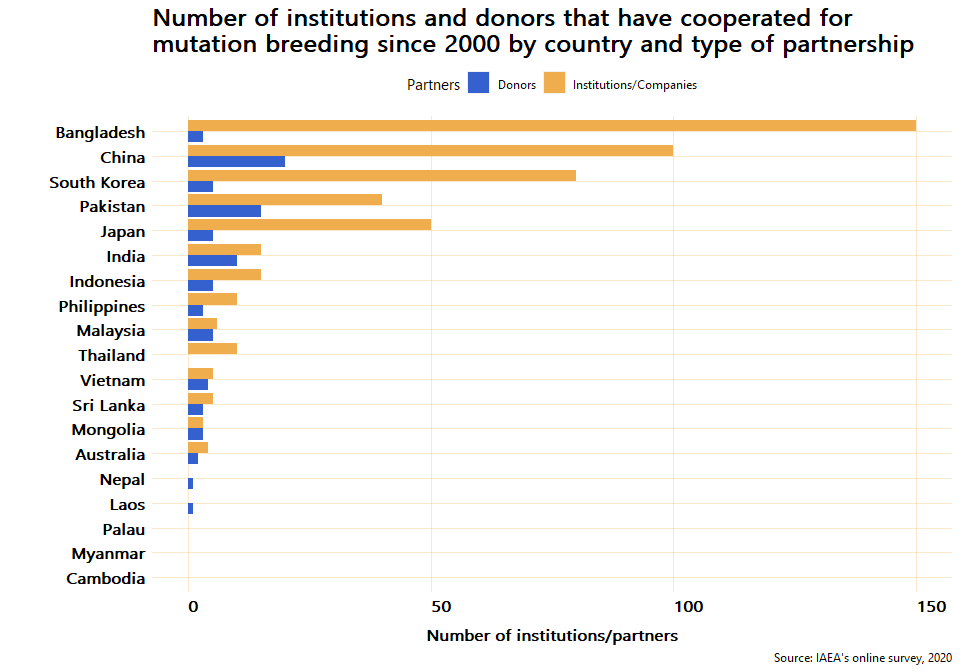 Number of institutions and donors that have cooperated for
mutation breeding since 2000 by country and type of partnership
Partners Donors Institutions/Companies
Bangladesh
China
South Korea
Pakistan
Japan
India
Indonesia
Philippines
Malaysia
Thailand
Vietnam
Sri Lanka
Mongolia
Australia
Nepal
Laos
Palau
Myanmar
Cambodia
0 50 100 150
Number of institutions/partners
Source: IAEA's online survey, 2020